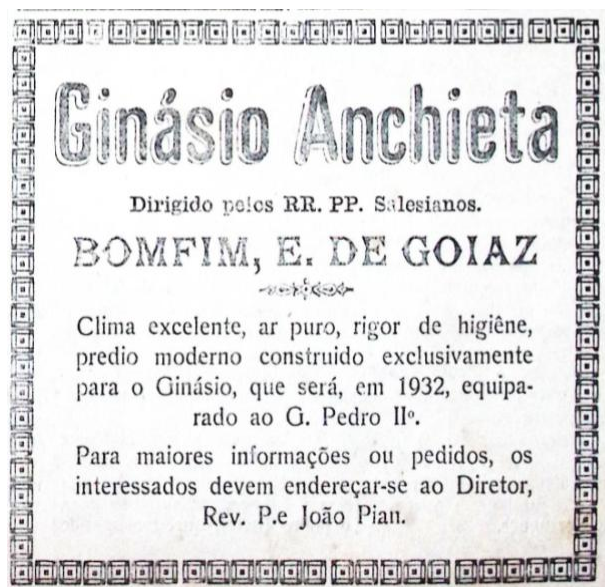 Ginásio Anchieta
Dirigido pelos RR. PP. Salesianos.
BOMFIM, E. DE GOIAZ
Clima excelente, ar puro, rigor de higiêne,
predio moderno construido exclusivamente
para o Ginásio, que será, em 1932, equipa-
rado ao G. Pedro IIº.
Para maiores informações ou pedidos, os
interessados devem endereçar-se ao Diretor,
Rev. P.e João Pian.